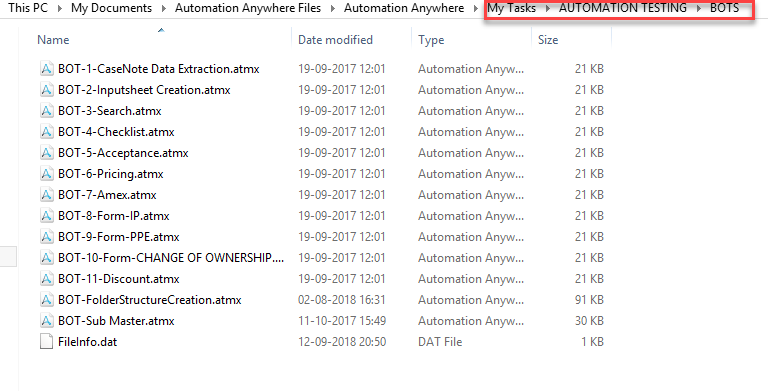 This PC > My Documents > Automation Anywhere Files > Automation Anywhere > My Tasks > AUTOMATION TESTING > BOTS
Name Date modified Type Size
BOT-1-CaseNote Data Extraction.atmx 19-09-2017 12:01 Automation Anyw... 21 KB
BOT-2-Inputsheet Creation.atmx 19-09-2017 12:01 Automation Anyw... 21 KB
BOT-3-Search.atmx 19-09-2017 12:01 Automation Anyw... 21 KB
BOT-4-Checklist.atmx 19-09-2017 12:01 Automation Anyw... 21 KB
BOT-5-Acceptance.atmx 19-09-2017 12:01 Automation Anyw... 21 KB
BOT-6-Pricing.atmx 19-09-2017 12:01 Automation Anyw... 21 KB
BOT-7-Amex.atmx 19-09-2017 12:01 Automation Anyw... 21 KB
BOT-8-Form-IP.atmx 19-09-2017 12:01 Automation Anyw... 21 KB
BOT-9-Form-PPE.atmx 19-09-2017 12:01 Automation Anyw... 21 KB
BOT-10-Form-CHANGE OF OWNERSHIP.... 19-09-2017 12:01 Automation Anyw... 21 KB
BOT-11-Discount.atmx 19-09-2017 12:01 Automation Anyw... 21 KB
BOT-FolderStructureCreation.atmx 02-08-2018 16:31 Automation Anyw... 91 KB
BOT-Sub Master.atmx 11-10-2017 15:49 Automation Anyw... 30 KB
FileInfo.dat 12-09-2018 20:50 DAT File 1 KB